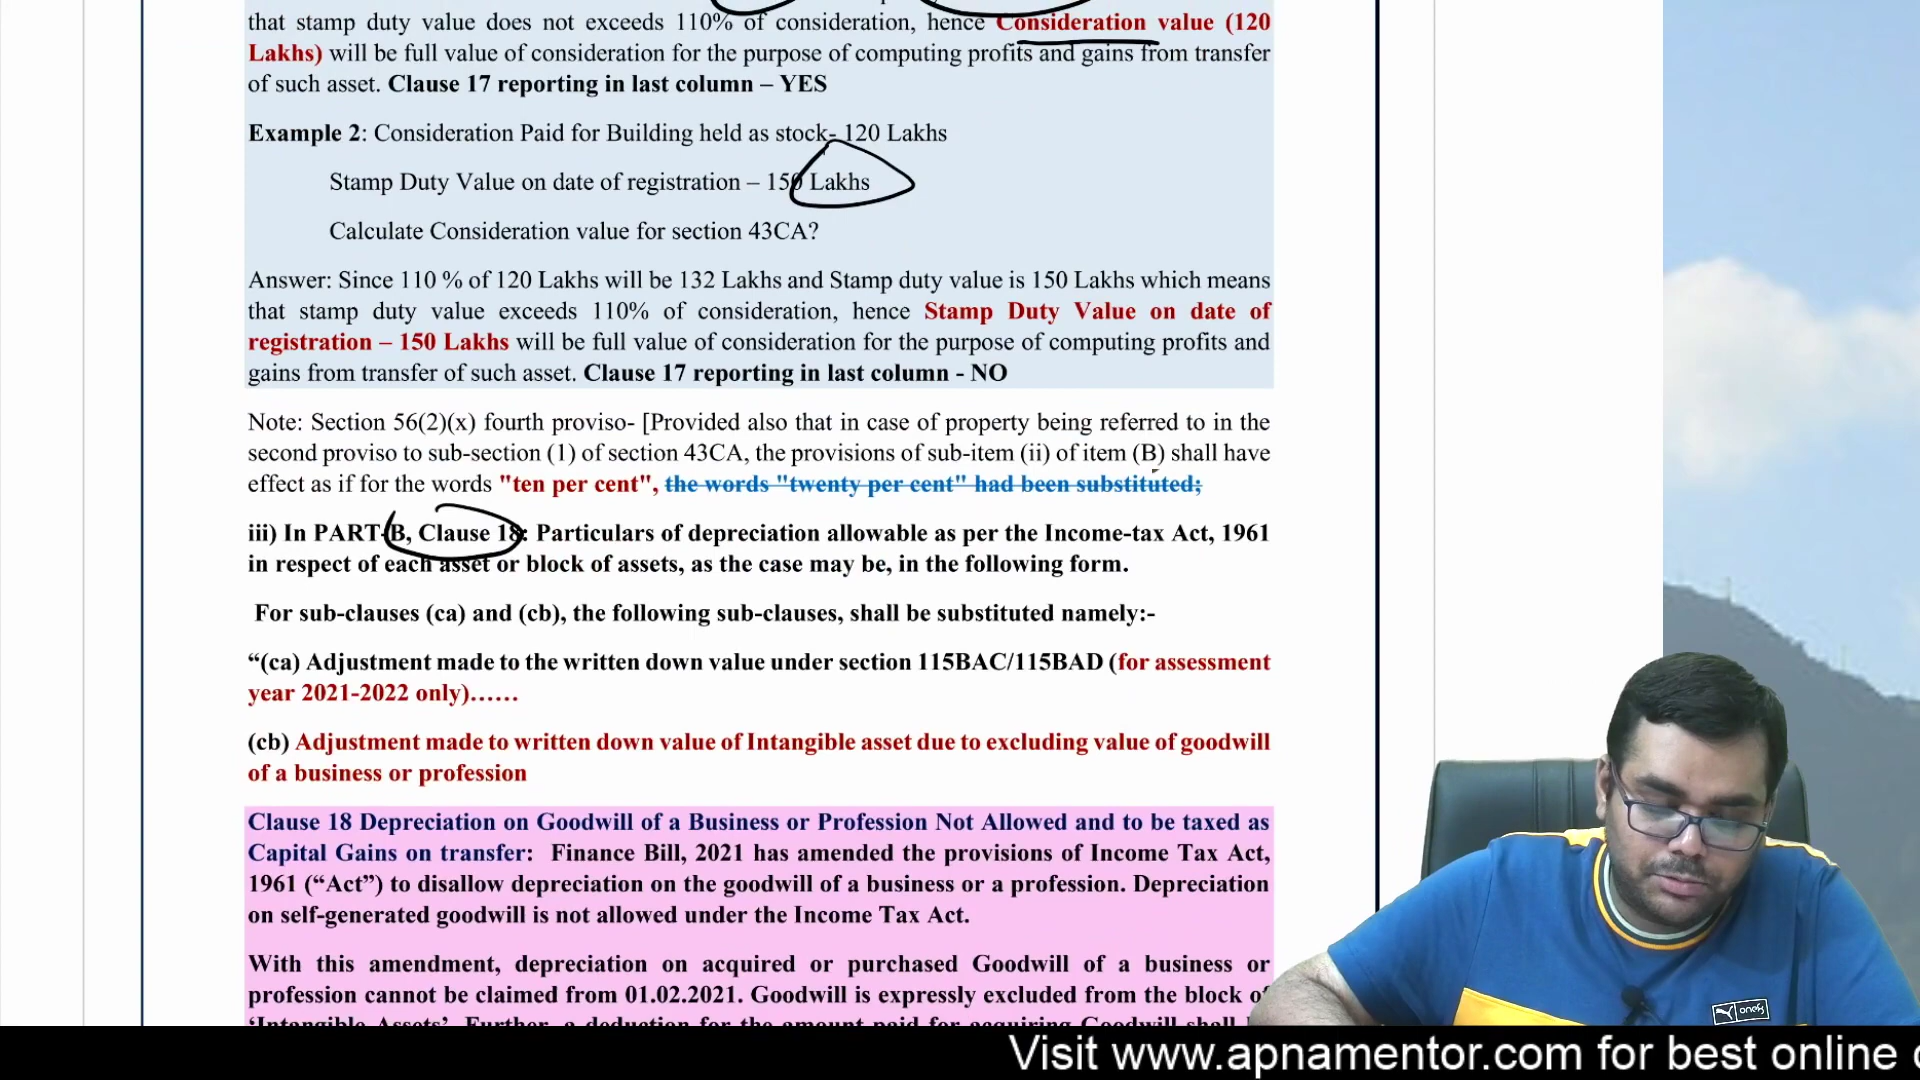 that stamp duty value does not exceeds 110% of consideration, hence Consideration value (120
Lakhs) will be full value of consideration for the purpose of computing profits and gains from transfer
of such asset. Clause 17 reporting in last column – YES
Example 2: Consideration Paid for Building held as stock- 120 Lakhs
Stamp Duty Value on date of registration – 150 Lakhs
Calculate Consideration value for section 43CA?
Answer: Since 110 % of 120 Lakhs will be 132 Lakhs and Stamp duty value is 150 Lakhs which means
that stamp duty value exceeds 110% of consideration, hence Stamp Duty Value on date of
registration – 150 Lakhs will be full value of consideration for the purpose of computing profits and
gains from transfer of such asset. Clause 17 reporting in last column - NO
Note: Section 56(2)(x) fourth proviso- [Provided also that in case of property being referred to in the
second proviso to sub-section (1) of section 43CA, the provisions of sub-item (ii) of item (B) shall have
effect as if for the words "ten per cent", the words "twenty per cent" had been substituted;
iii) In PART-B, Clause 18: Particulars of depreciation allowable as per the Income-tax Act, 1961
in respect of each asset or block of assets, as the case may be, in the following form.
For sub-clauses (ca) and (cb), the following sub-clauses, shall be substituted namely:-
“(ca) Adjustment made to the written down value under section 115BAC/115BAD (for assessment
year 2021-2022 only)……
(cb) Adjustment made to written down value of Intangible asset due to excluding value of goodwill
of a business or profession
Clause 18 Depreciation on Goodwill of a Business or Profession Not Allowed and to be taxed as
Capital Gains on transfer: Finance Bill, 2021 has amended the provisions of Income Tax Act,
1961 (“Act”) to disallow depreciation on the goodwill of a business or a profession. Depreciation
on self-generated goodwill is not allowed under the Income Tax Act.
With this amendment, depreciation on acquired or purchased Goodwill of a business or
profession cannot be claimed from 01.02.2021. Goodwill is expressly excluded from the block of
‘Intangible Assets’. Further, a deduction for the amount paid for acquiring Goodwill shall
Visit www.apnamentor.com for best online